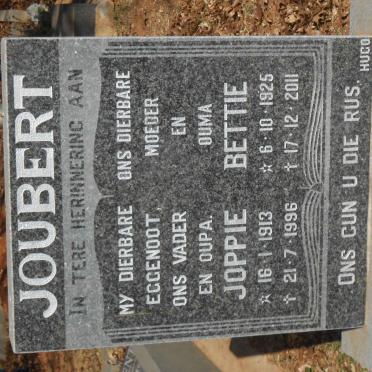 JOUBERT
IN TERE HERINNERING AAN
MY DIERBARE
EGGENOOT,
ONS VADER
EN OUPA.
JOPPIE
☆ 16·1·1913
† 21·7·1996
ONS DIERBARE
MOEDER
EN
OUMA
BETTIE
☆ 6·10·1925
† 17·12·2011
ONS GUN U DIE RUS.
HUGO